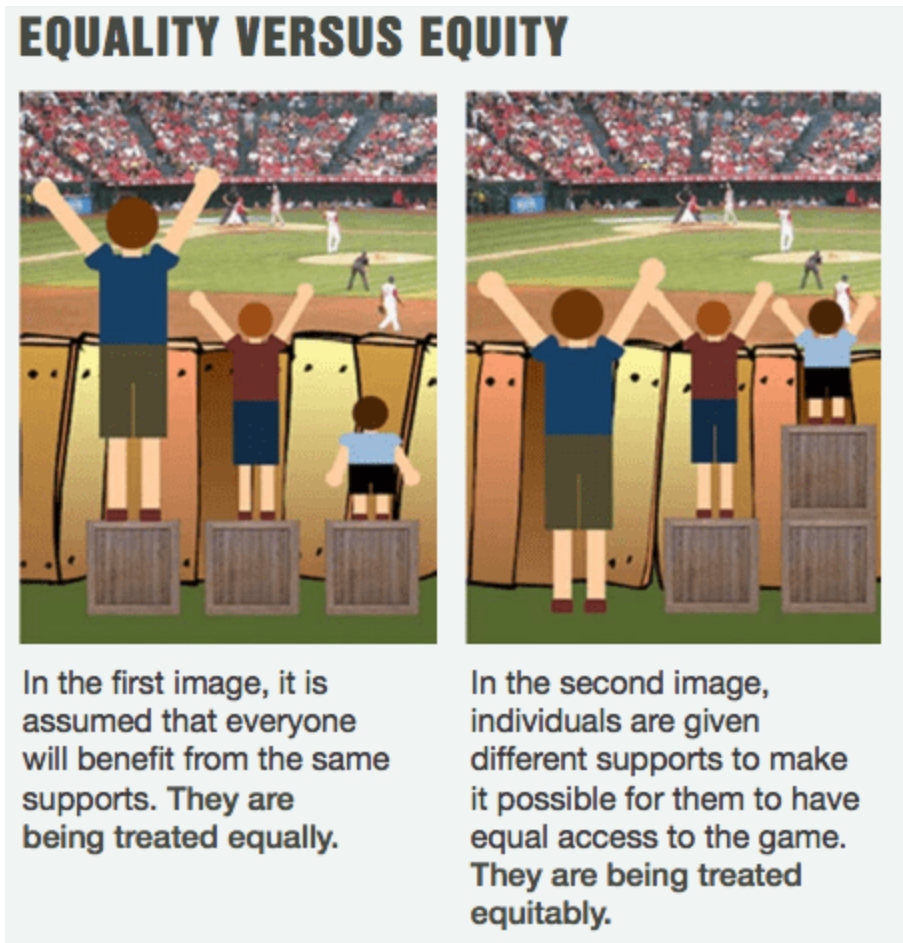 EQUALITY VERSUS EQUITY
In the first image, it is
assumed that everyone
will benefit from the same
supports. They are
being treated equally.
In the second image,
individuals are given
different supports to make
it possible for them to have
equal access to the game.
They are being treated
equitably.